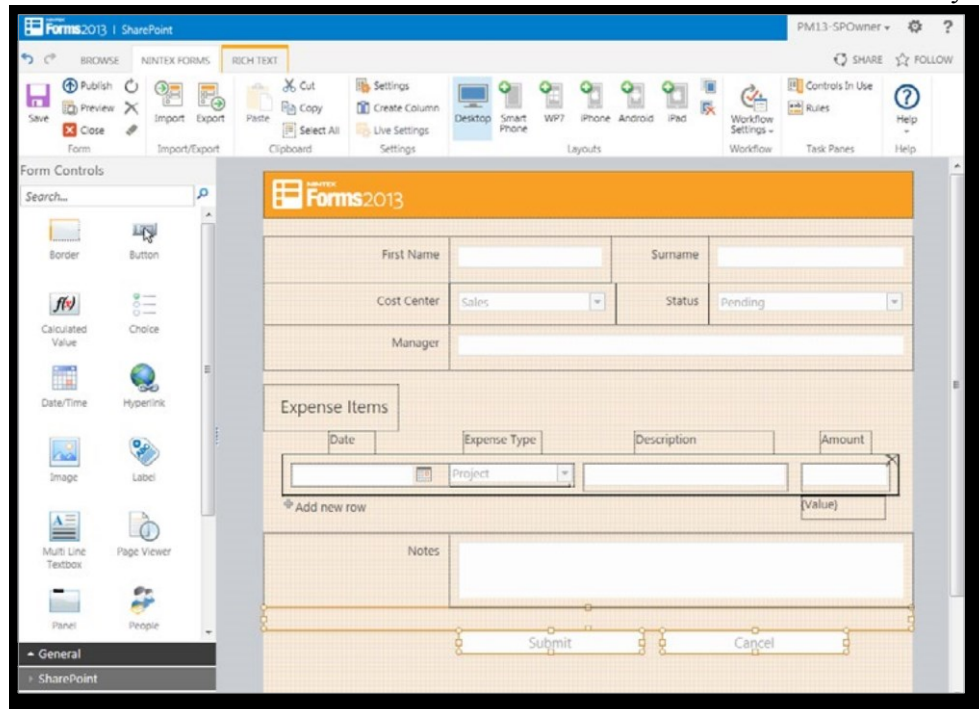 NINTEX
Forms2013 | SharePoint
PM13-SPOwner
?
BROWSE NINTEX FORMS RICH TEXT
SHARE FOLLOW
Save
Publish
Preview
Close
Import Export
Paste
Cut
Copy
Select All
Settings
Create Column
Live Settings
Desktop Smart Phone WP7 iPhone Android iPad
Workflow Settings
Controls In Use
Rules
Help
Form Import/Export Clipboard Settings Layouts Workflow Task Panes Help
Form Controls
Search...
Border Button
f(x)
Calculated Value Choice
Date/Time Hyperlink
Image Label
Multi Line Textbox Page Viewer
Panel People
General
SharePoint
NINTEX
Forms2013
First Name Surname
Cost Center Sales Status Pending
Manager
Expense Items
Date Expense Type Description Amount
Project
Add new row (Value)
Notes
Submit Cancel